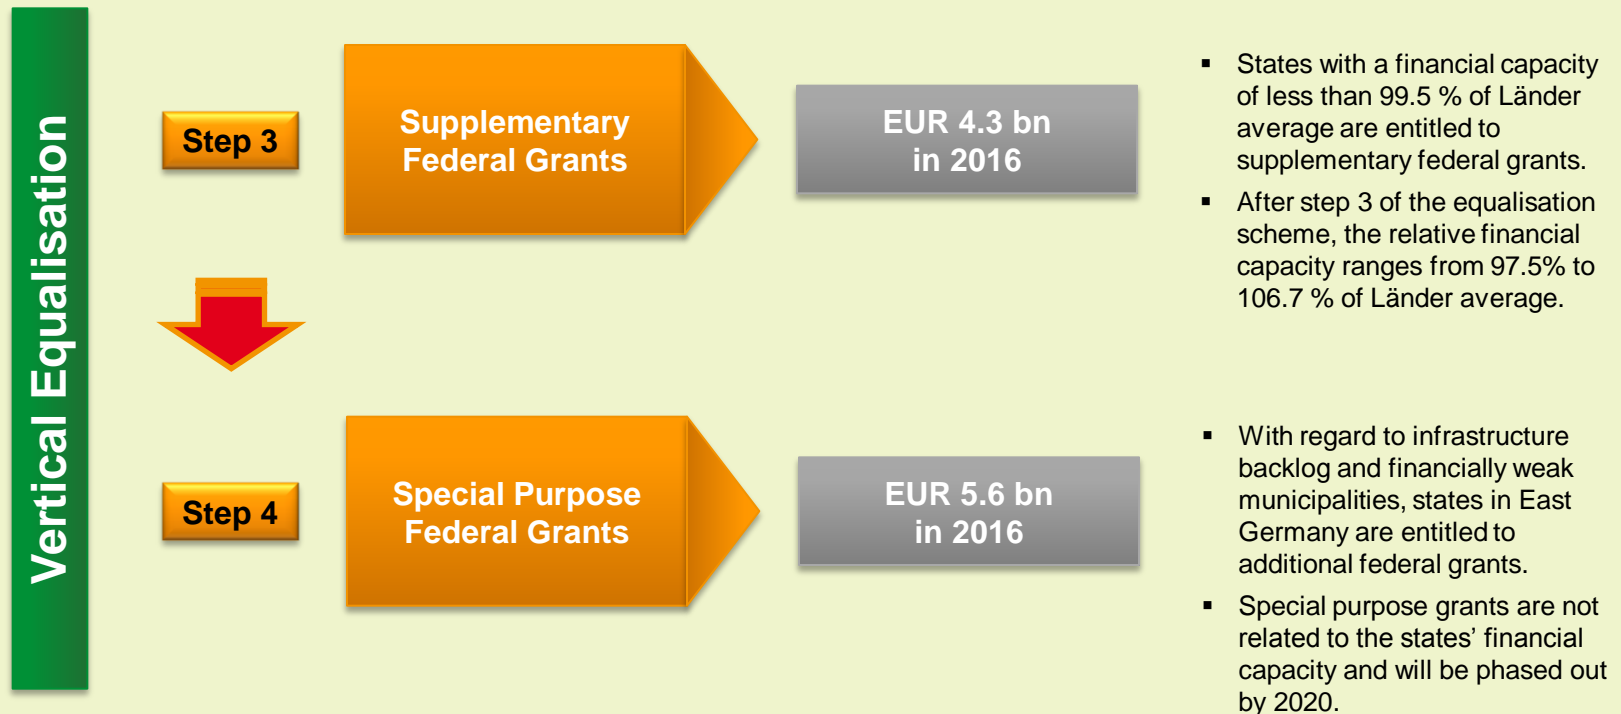 Vertical Equalisation
Step 3
Supplementary
Federal Grants
EUR 4.3 bn
in 2016
▪ States with a financial capacity
of less than 99.5 % of Länder
average are entitled to
supplementary federal grants.
▪ After step 3 of the equalisation
scheme, the relative financial
capacity ranges from 97.5% to
106.7 % of Länder average.
Step 4
Special Purpose
Federal Grants
EUR 5.6 bn
in 2016
▪ With regard to infrastructure
backlog and financially weak
municipalities, states in East
Germany are entitled to
additional federal grants.
▪ Special purpose grants are not
related to the states’ financial
capacity and will be phased out
by 2020.